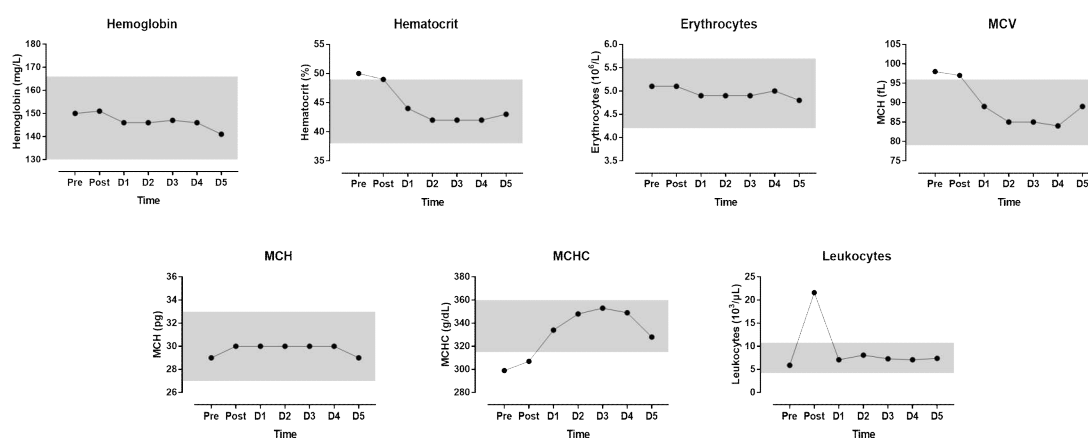 Hemoglobin
Hemoglobin (mg/L)
180
170
160
150
140
130
Pre Post D1 D2 D3 D4 D5
Time
Hematocrit
Hematocrit (%)
55
50
45
40
35
Pre Post D1 D2 D3 D4 D5
Time
Erythrocytes
Erythrocytes (10⁶/L)
6.0
5.5
5.0
4.5
4.0
3.5
Pre Post D1 D2 D3 D4 D5
Time
MCV
MCH (fL)
105
100
95
90
85
80
75
Pre Post D1 D2 D3 D4 D5
Time
MCH
MCH (pg)
36
34
32
30
28
26
Pre Post D1 D2 D3 D4 D5
Time
MCHC
MCHC (g/dL)
380
360
340
320
300
280
Pre Post D1 D2 D3 D4 D5
Time
Leukocytes
Leukocytes (10³/µL)
25
20
15
10
5
0
Pre Post D1 D2 D3 D4 D5
Time